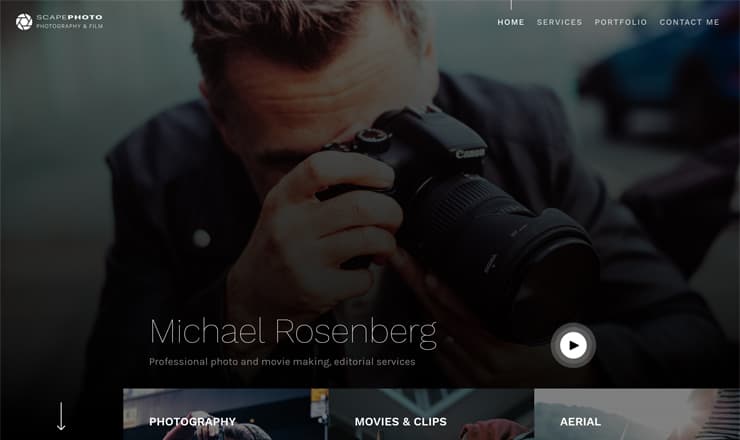 SCAPEPHOTO
PHOTOGRAPHY & FILM
HOME SERVICES PORTFOLIO CONTACT ME
Canon
Michael Rosenberg
Professional photo and movie making, editorial services
PHOTOGRAPHY MOVIES & CLIPS AERIAL